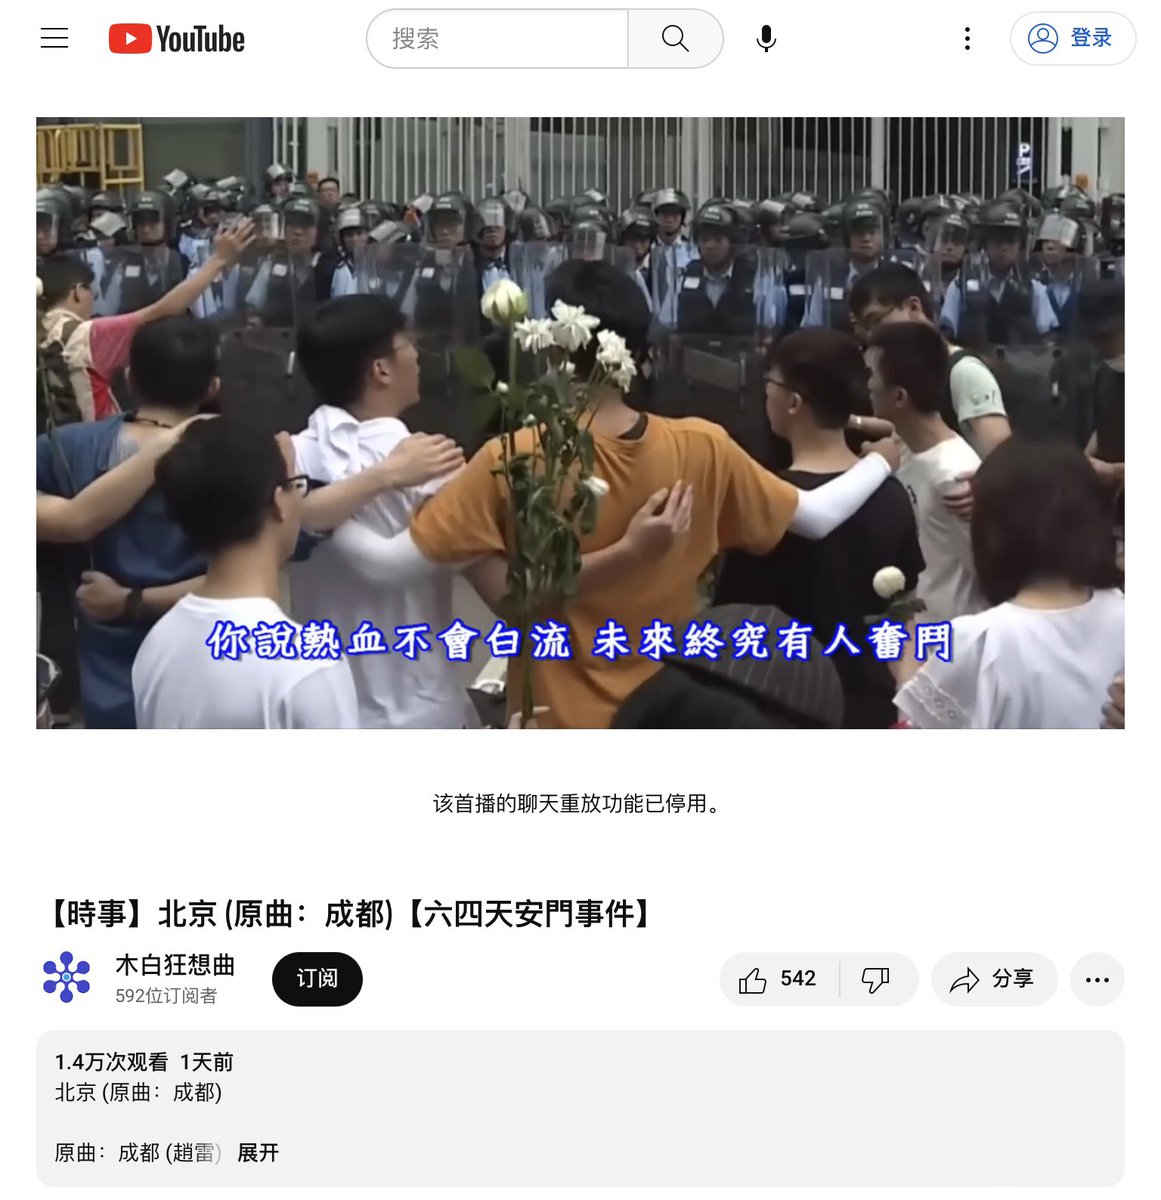 YouTube
搜索
登录
P
你說熱血不會白流 未來終究有人奮鬥
该首播的聊天重放功能已停用。
【時事】北京 (原曲：成都)【六四天安門事件】
木白狂想曲
592位订阅者
订阅
542
分享
1.4万次观看 1天前
北京 (原曲：成都)
原曲：成都 (趙雷) 展开